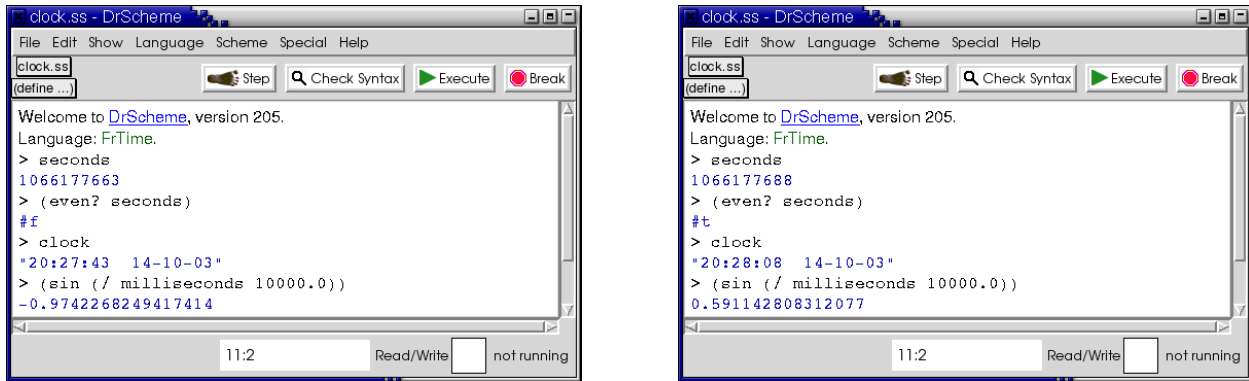 clock.ss - DrScheme
File Edit Show Language Scheme Special Help
clock.ss
(define ...)
Step Check Syntax Execute Break
Welcome to DrScheme, version 205.
Language: FrTime.
> seconds
1066177663
> (even? seconds)
#f
> clock
"20:27:43  14-10-03"
> (sin (/ milliseconds 10000.0))
-0.9742268249417414
11:2 Read/Write not running
clock.ss - DrScheme
File Edit Show Language Scheme Special Help
clock.ss
(define ...)
Step Check Syntax Execute Break
Welcome to DrScheme, version 205.
Language: FrTime.
> seconds
1066177688
> (even? seconds)
#t
> clock
"20:28:08  14-10-03"
> (sin (/ milliseconds 10000.0))
0.591142808312077
11:2 Read/Write not running